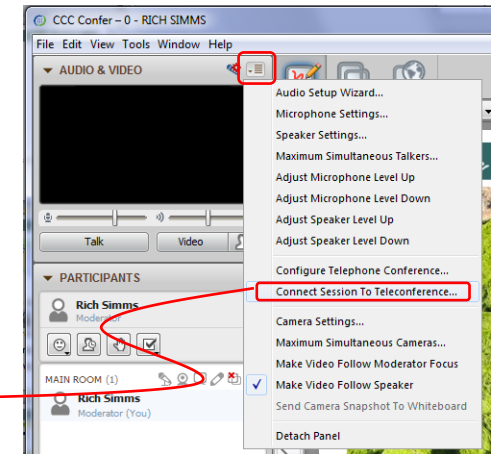 CCC Confer – 0 - RICH SIMMS
File Edit View Tools Window Help
AUDIO & VIDEO
Talk
Video
PARTICIPANTS
Rich Simms
Moderator
MAIN ROOM (1)
Rich Simms
Moderator (You)
Audio Setup Wizard...
Microphone Settings...
Speaker Settings...
Maximum Simultaneous Talkers...
Adjust Microphone Level Up
Adjust Microphone Level Down
Adjust Speaker Level Up
Adjust Speaker Level Down
Configure Telephone Conference...
Connect Session To Teleconference...
Camera Settings...
Maximum Simultaneous Cameras...
Make Video Follow Moderator Focus
Make Video Follow Speaker
Send Camera Snapshot To Whiteboard
Detach Panel